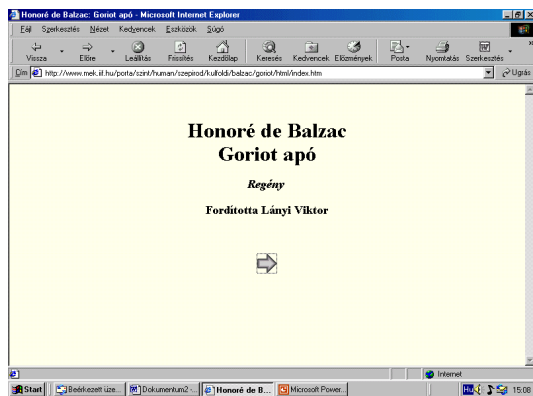 Honoré de Balzac: Goriot apó - Microsoft Internet Explorer
Fájl Szerkesztés Nézet Kedvencek Eszközök Súgó
Vissza Előre Leállítás Frissítés Kezdőlap Keresés Kedvencek Előzmények Posta Nyomtatás Szerkesztés
Cím http://www.mek.iif.hu/porta/szint/human/szepirod/kulfoldi/balzac/goriot/html/index.htm Ugrás
Honoré de Balzac
Goriot apó
Regény
Fordította Lányi Viktor
Internet
Start Beérkezett üze... Dokumentum2 -... Honoré de B... Microsoft Power... Hu 15:08